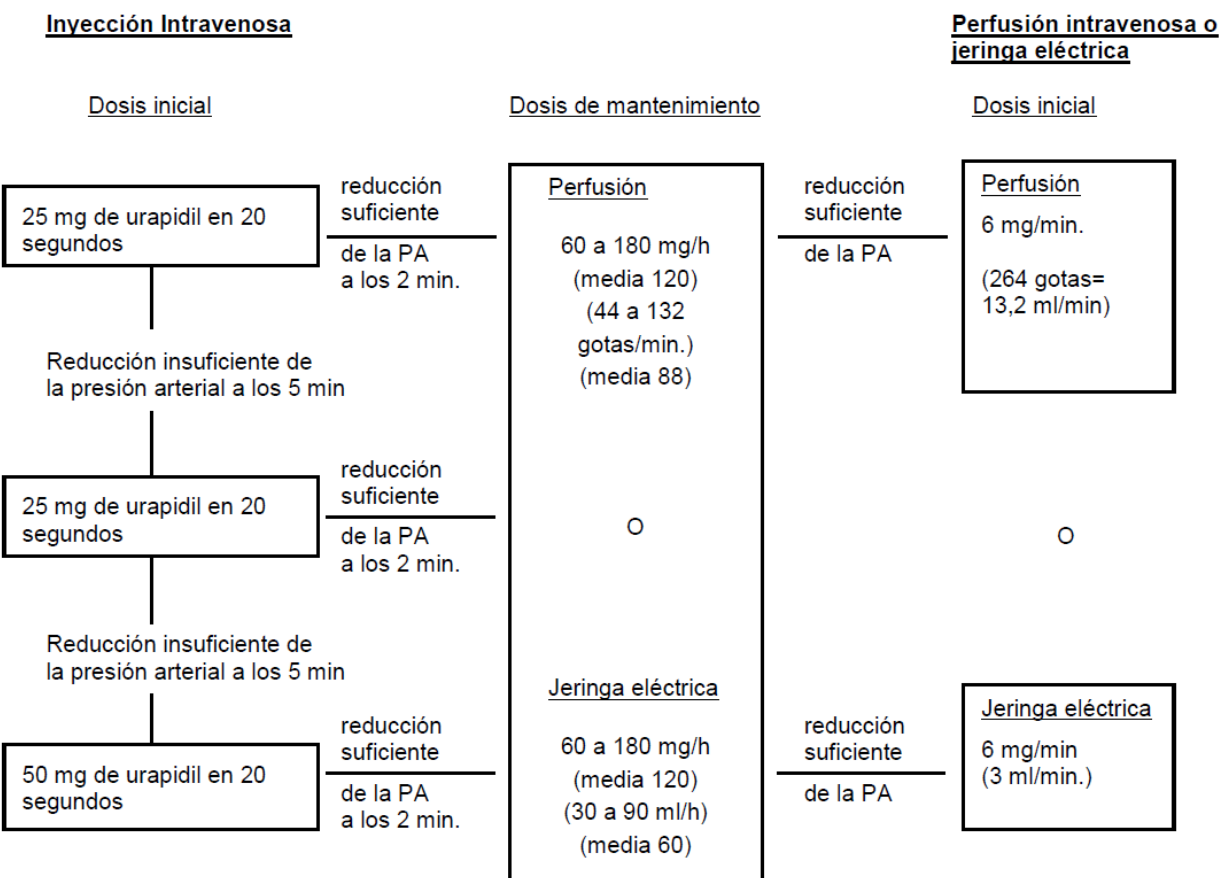 Inyección Intravenosa
Perfusión intravenosa o
jeringa eléctrica
Dosis inicial
Dosis de mantenimiento
Dosis inicial
25 mg de urapidil en 20
segundos
reducción
suficiente
de la PA
a los 2 min.
Perfusión
60 a 180 mg/h
(media 120)
(44 a 132
gotas/min.)
(media 88)
reducción
suficiente
de la PA
Perfusión
6 mg/min.
(264 gotas=
13,2 ml/min)
Reducción insuficiente de
la presión arterial a los 5 min
25 mg de urapidil en 20
segundos
reducción
suficiente
de la PA
a los 2 min.
O
O
Reducción insuficiente de
la presión arterial a los 5 min
50 mg de urapidil en 20
segundos
reducción
suficiente
de la PA
a los 2 min.
Jeringa eléctrica
60 a 180 mg/h
(media 120)
(30 a 90 ml/h)
(media 60)
reducción
suficiente
de la PA
Jeringa eléctrica
6 mg/min
(3 ml/min.)